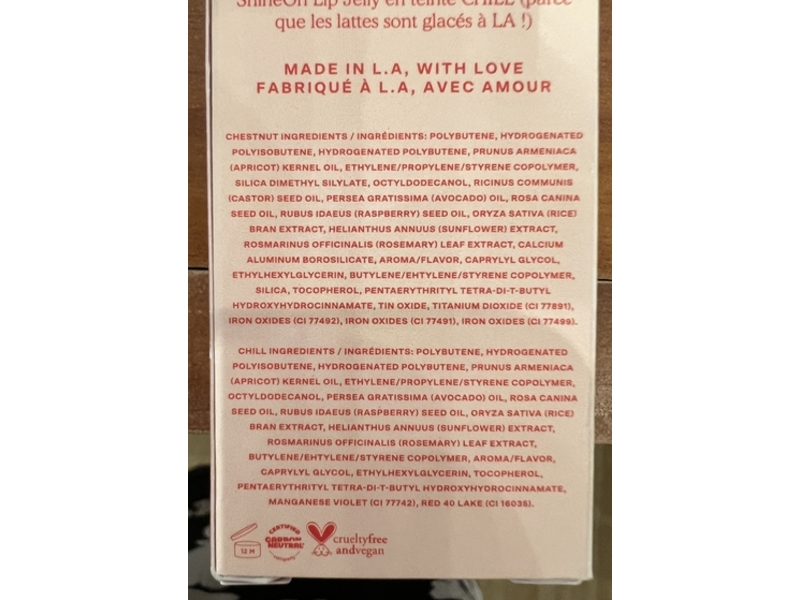 ShineOn Lip Jelly en teinte CHILL (parce
que les lattes sont glacés à LA !)
MADE IN L.A, WITH LOVE
FABRIQUÉ À L.A, AVEC AMOUR
CHESTNUT INGREDIENTS / INGRÉDIENTS: POLYBUTENE, HYDROGENATED
POLYISOBUTENE, HYDROGENATED POLYBUTENE, PRUNUS ARMENIACA
(APRICOT) KERNEL OIL, ETHYLENE/PROPYLENE/STYRENE COPOLYMER,
SILICA DIMETHYL SILYLATE, OCTYLDODECANOL, RICINUS COMMUNIS
(CASTOR) SEED OIL, PERSEA GRATISSIMA (AVOCADO) OIL, ROSA CANINA
SEED OIL, RUBUS IDAEUS (RASPBERRY) SEED OIL, ORYZA SATIVA (RICE)
BRAN EXTRACT, HELIANTHUS ANNUUS (SUNFLOWER) EXTRACT,
ROSMARINUS OFFICINALIS (ROSEMARY) LEAF EXTRACT, CALCIUM
ALUMINUM BOROSILICATE, AROMA/FLAVOR, CAPRYLYL GLYCOL,
ETHYLHEXYLGLYCERIN, BUTYLENE/EHTYLENE/STYRENE COPOLYMER,
SILICA, TOCOPHEROL, PENTAERYTHRITYL TETRA-DI-T-BUTYL
HYDROXYHYDROCINNAMATE, TIN OXIDE, TITANIUM DIOXIDE (CI 77891),
IRON OXIDES (CI 77492), IRON OXIDES (CI 77491), IRON OXIDES (CI 77499).
CHILL INGREDIENTS / INGRÉDIENTS: POLYBUTENE, HYDROGENATED
POLYISOBUTENE, HYDROGENATED POLYBUTENE, PRUNUS ARMENIACA
(APRICOT) KERNEL OIL, ETHYLENE/PROPYLENE/STYRENE COPOLYMER,
OCTYLDODECANOL, PERSEA GRATISSIMA (AVOCADO) OIL, ROSA CANINA
SEED OIL, RUBUS IDAEUS (RASPBERRY) SEED OIL, ORYZA SATIVA (RICE)
BRAN EXTRACT, HELIANTHUS ANNUUS (SUNFLOWER) EXTRACT,
ROSMARINUS OFFICINALIS (ROSEMARY) LEAF EXTRACT,
BUTYLENE/EHTYLENE/STYRENE COPOLYMER, AROMA/FLAVOR,
CAPRYLYL GLYCOL, ETHYLHEXYLGLYCERIN, TOCOPHEROL,
PENTAERYTHRITYL TETRA-DI-T-BUTYL HYDROXYHYDROCINNAMATE,
MANGANESE VIOLET (CI 77742), RED 40 LAKE (CI 16035).
12 M
CERTIFIED
CARBON
NEUTRAL
COMPANY
crueltyfree
andvegan